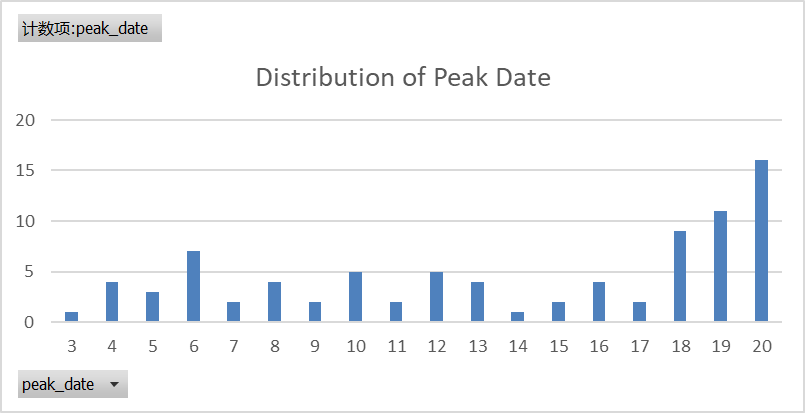 计数项:peak_date
Distribution of Peak Date
20
15
10
5
0
3 4 5 6 7 8 9 10 11 12 13 14 15 16 17 18 19 20
peak_date